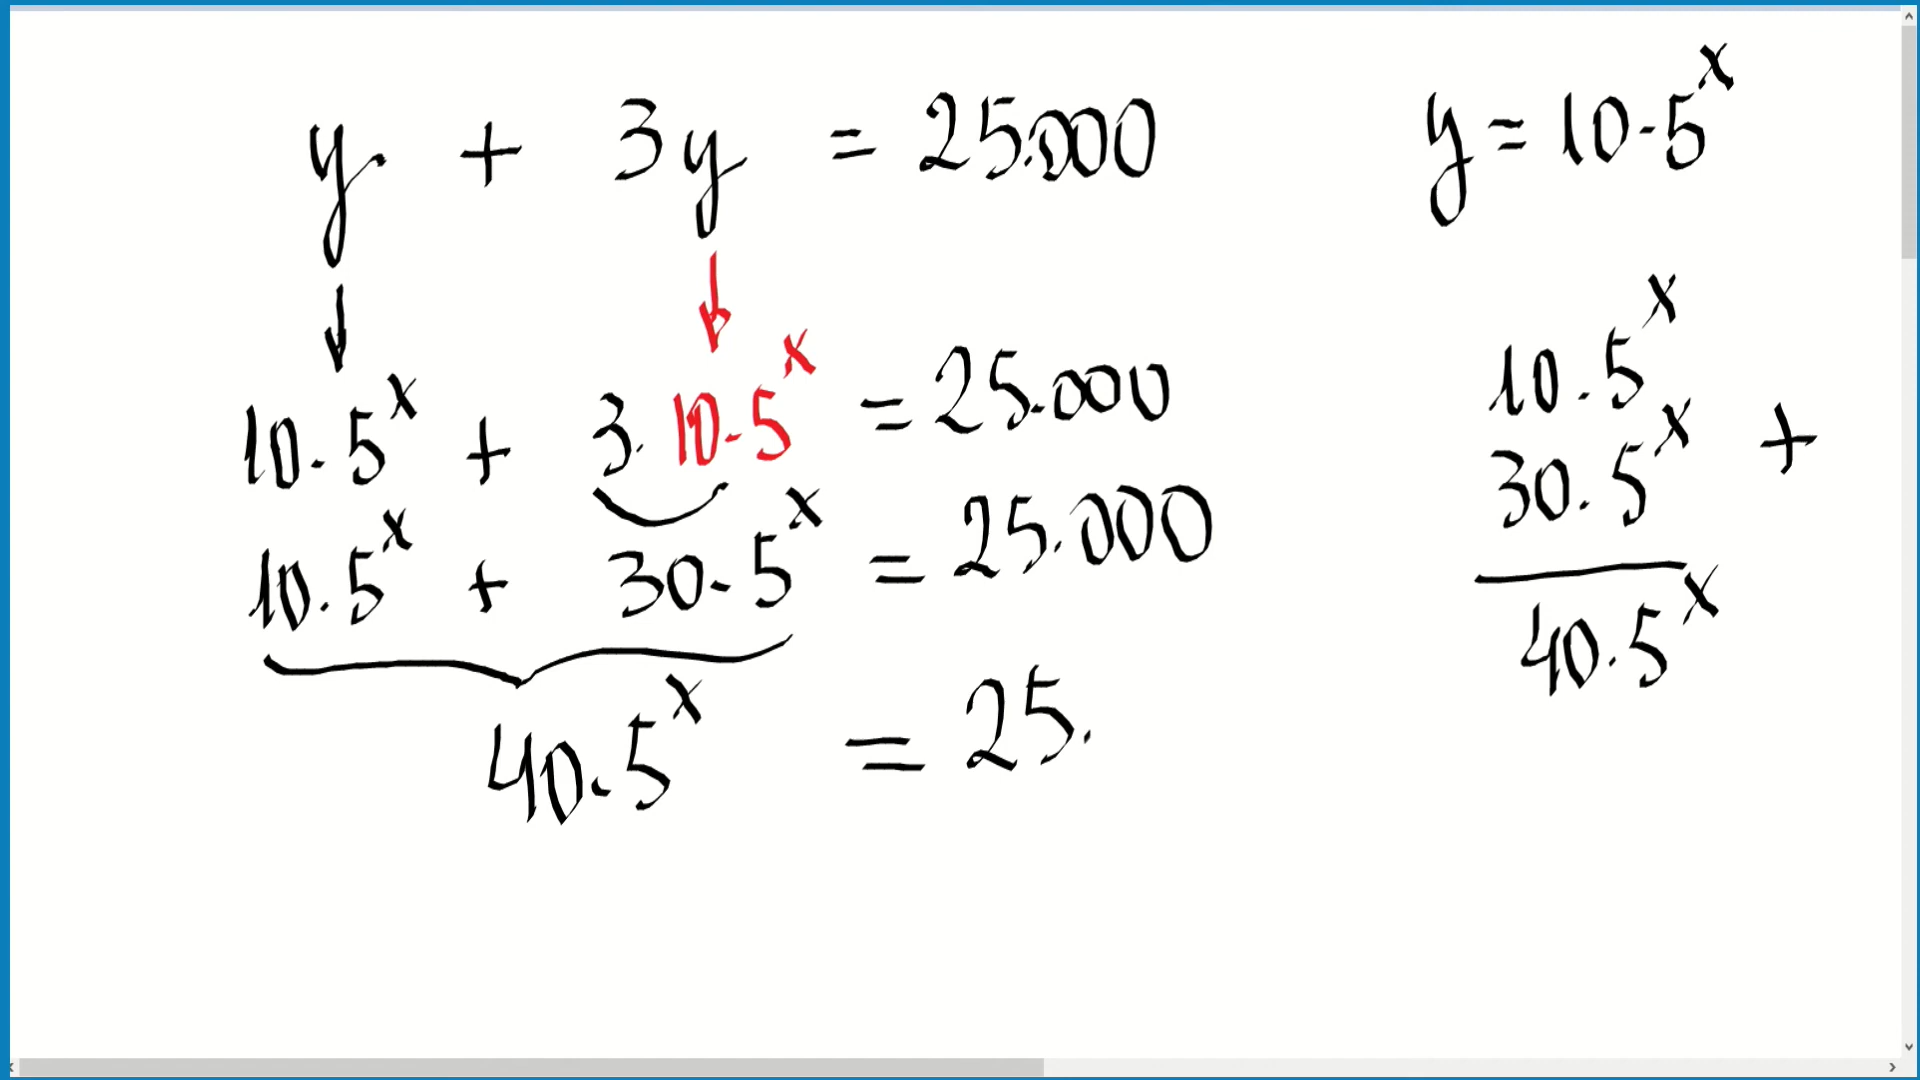 y + 3y = 25.000
y = 10·5^x
10·5^x + 3·10·5^x = 25.000
10·5^x + 30·5^x = 25.000
40·5^x = 25.
10·5^x
30·5^x +
40·5^x